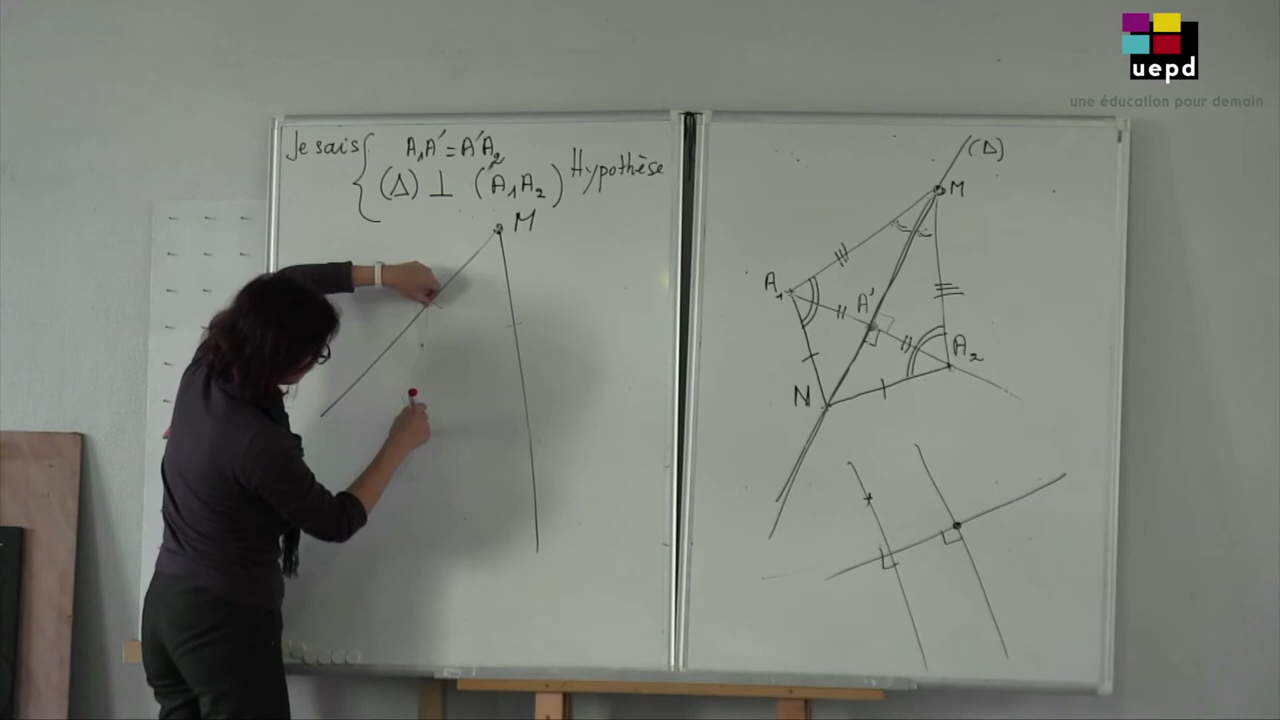 Je sais { A₁A' = A'A₂
(Δ) ⊥ (A₁A₂) Hypothèse
M
(Δ)
M
A₁
A'
A₂
N
uepd
une éducation pour demain